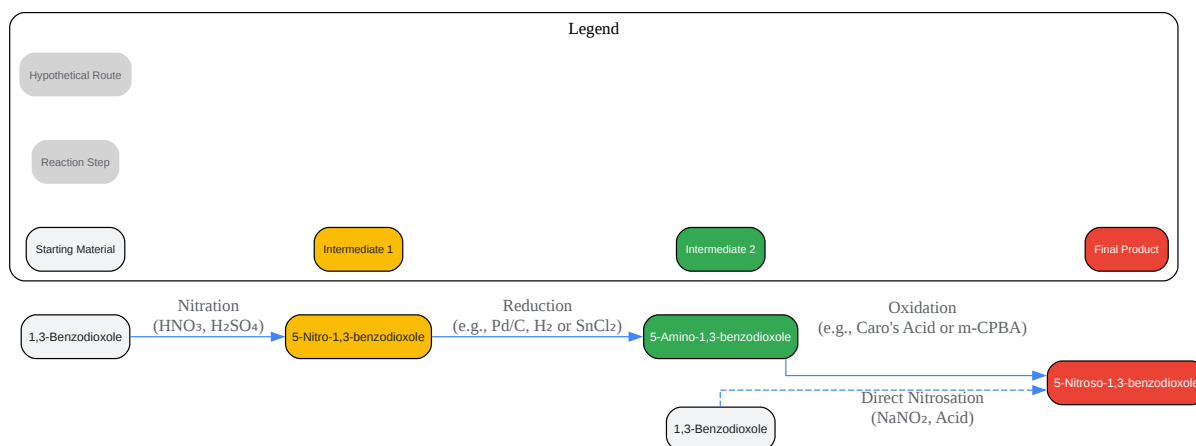 Legend
Hypothetical Route
Reaction Step
Starting Material
Intermediate 1
Intermediate 2
Final Product
Nitration
(HNO₃, H₂SO₄)
Reduction
(e.g., Pd/C, H₂ or SnCl₂)
Oxidation
(e.g., Caro's Acid or m-CPBA)
1,3-Benzodioxole
5-Nitro-1,3-benzodioxole
5-Amino-1,3-benzodioxole
5-Nitroso-1,3-benzodioxole
Direct Nitrosation
(NaNO₂, Acid)
1,3-Benzodioxole